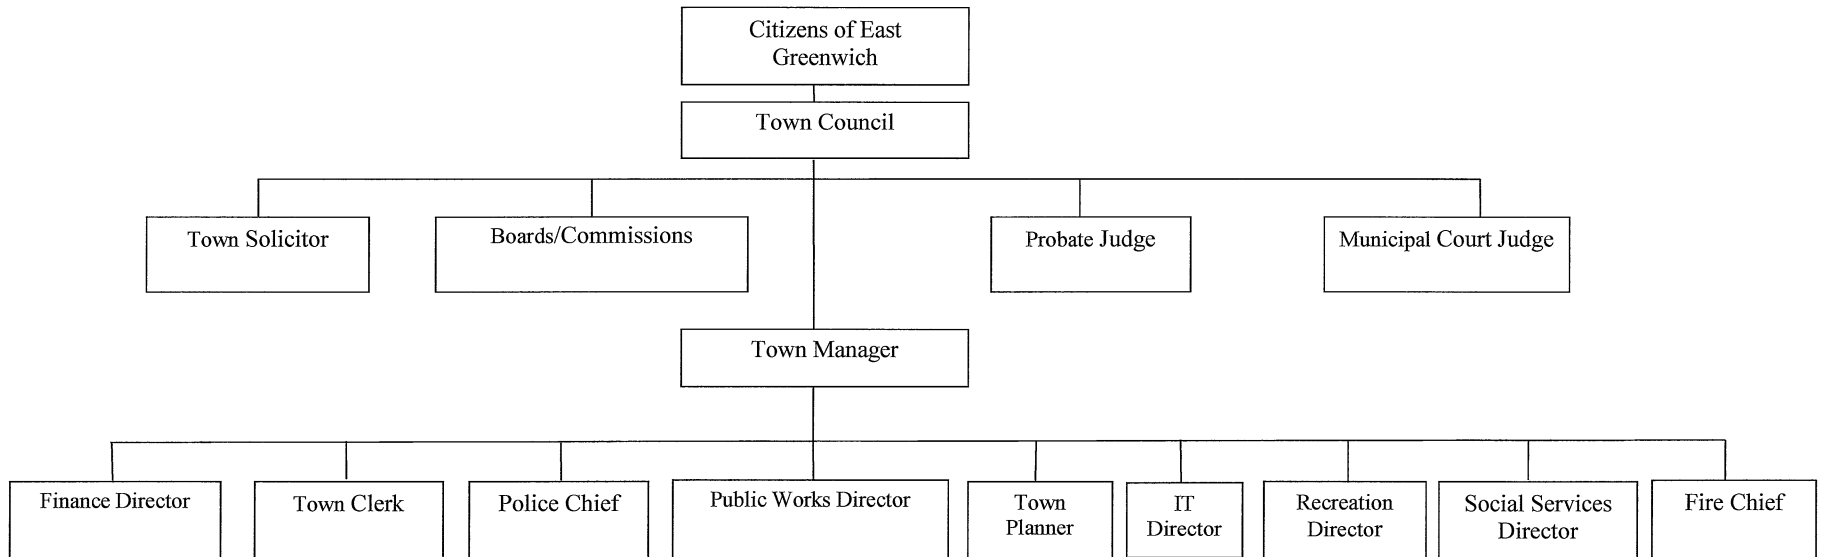 Citizens of East
Greenwich
Town Council
Town Solicitor
Boards/Commissions
Probate Judge
Municipal Court Judge
Town Manager
Finance Director
Town Clerk
Police Chief
Public Works Director
Town
Planner
IT
Director
Recreation
Director
Social Services
Director
Fire Chief